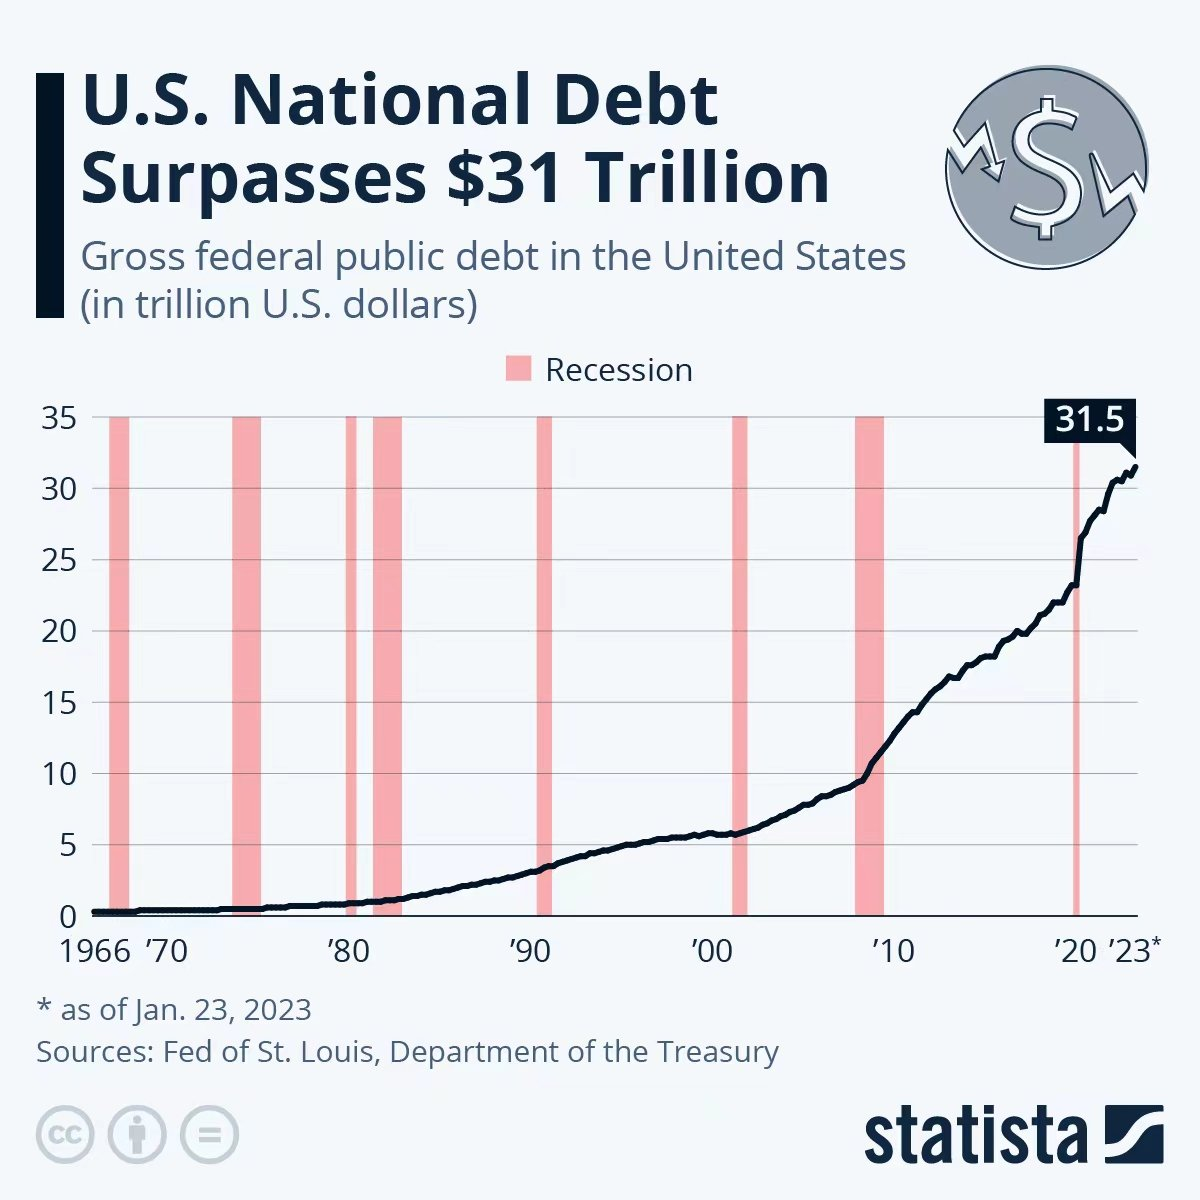 U.S. National Debt
Surpasses $31 Trillion
Gross federal public debt in the United States
(in trillion U.S. dollars)
Recession
35
31.5
30
25
20
15
10
5
0
1966 ’70 ’80 ’90 ’00 ’10 ’20 ’23*
* as of Jan. 23, 2023
Sources: Fed of St. Louis, Department of the Treasury
cc
statista